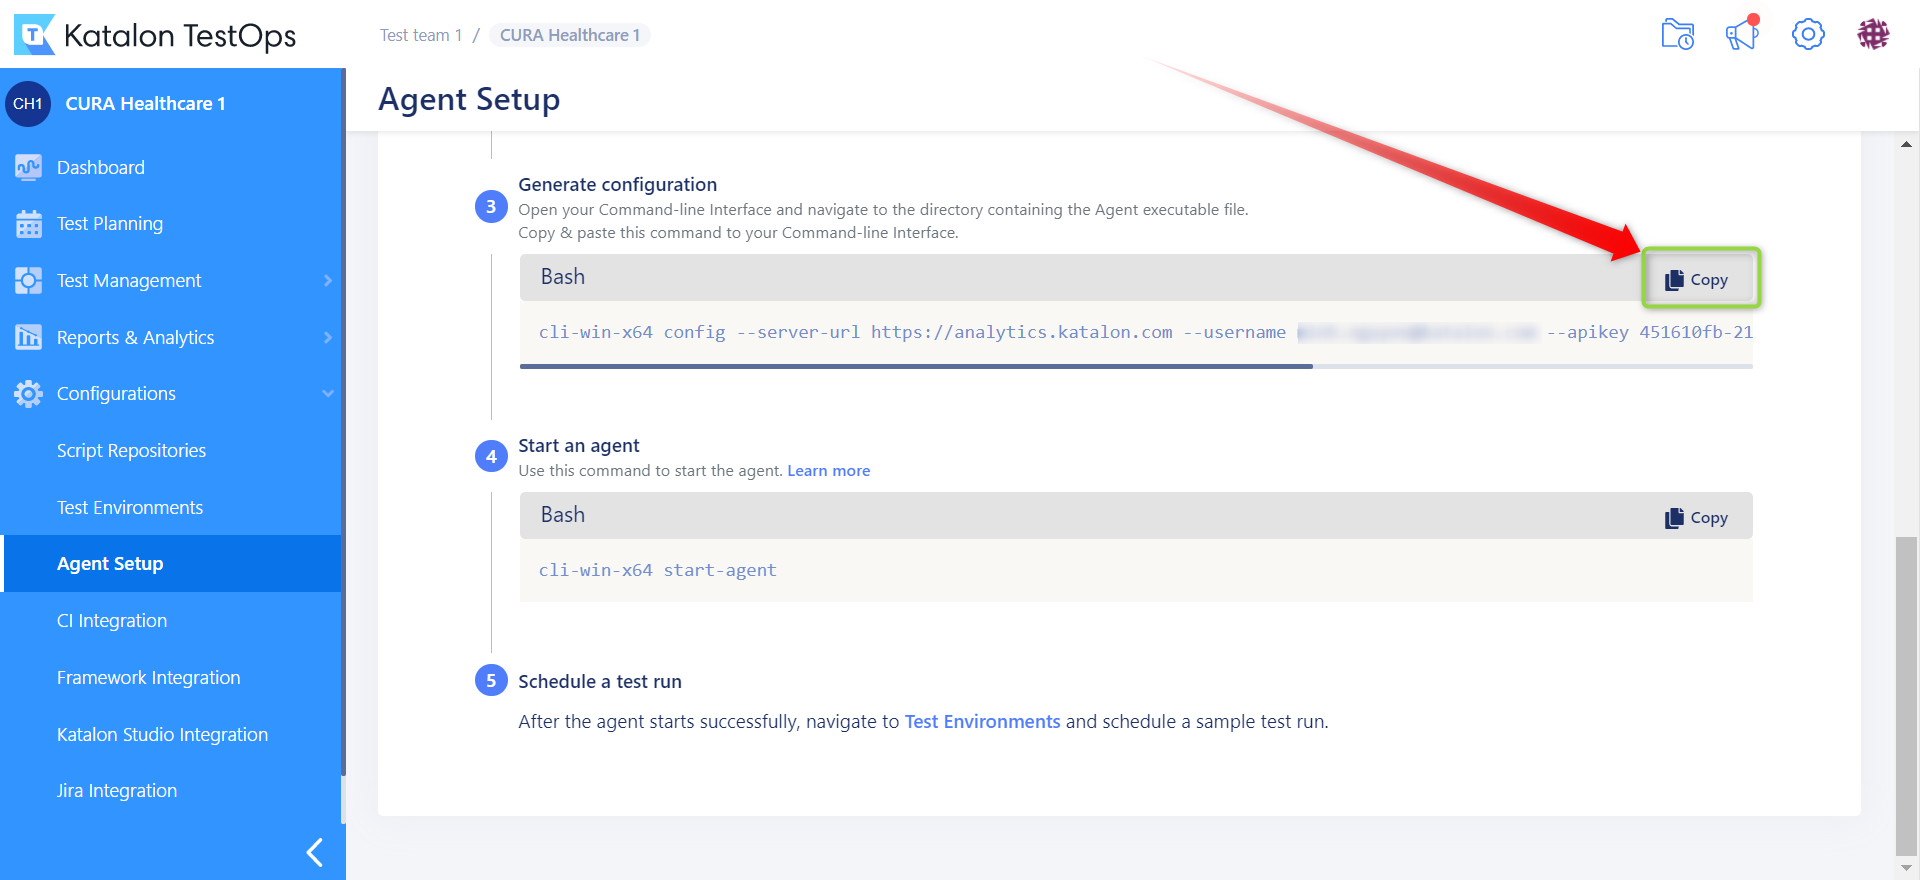 Katalon TestOps
Test team 1 / CURA Healthcare 1
CH1 CURA Healthcare 1
Dashboard
Test Planning
Test Management
Reports & Analytics
Configurations
Script Repositories
Test Environments
Agent Setup
CI Integration
Framework Integration
Katalon Studio Integration
Jira Integration
Agent Setup
3 Generate configuration
Open your Command-line Interface and navigate to the directory containing the Agent executable file.
Copy & paste this command to your Command-line Interface.
Bash Copy
cli-win-x64 config --server-url https://analytics.katalon.com --username --apikey 451610fb-21
4 Start an agent
Use this command to start the agent. Learn more
Bash Copy
cli-win-x64 start-agent
5 Schedule a test run
After the agent starts successfully, navigate to Test Environments and schedule a sample test run.